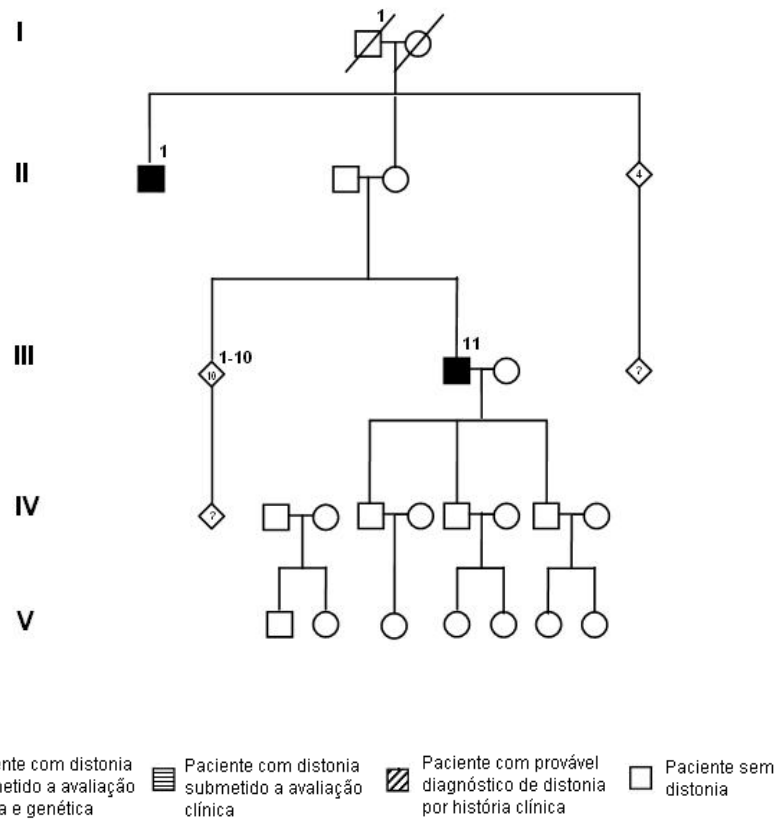 I
1
II
1
4
III
1-10
10
11
?
IV
?
V
ente com distonia
netido a avaliação
a e genética
Paciente com distonia
submetido a avaliação
clínica
Paciente com provável
diagnóstico de distonia
por história clínica
Paciente sem
distonia